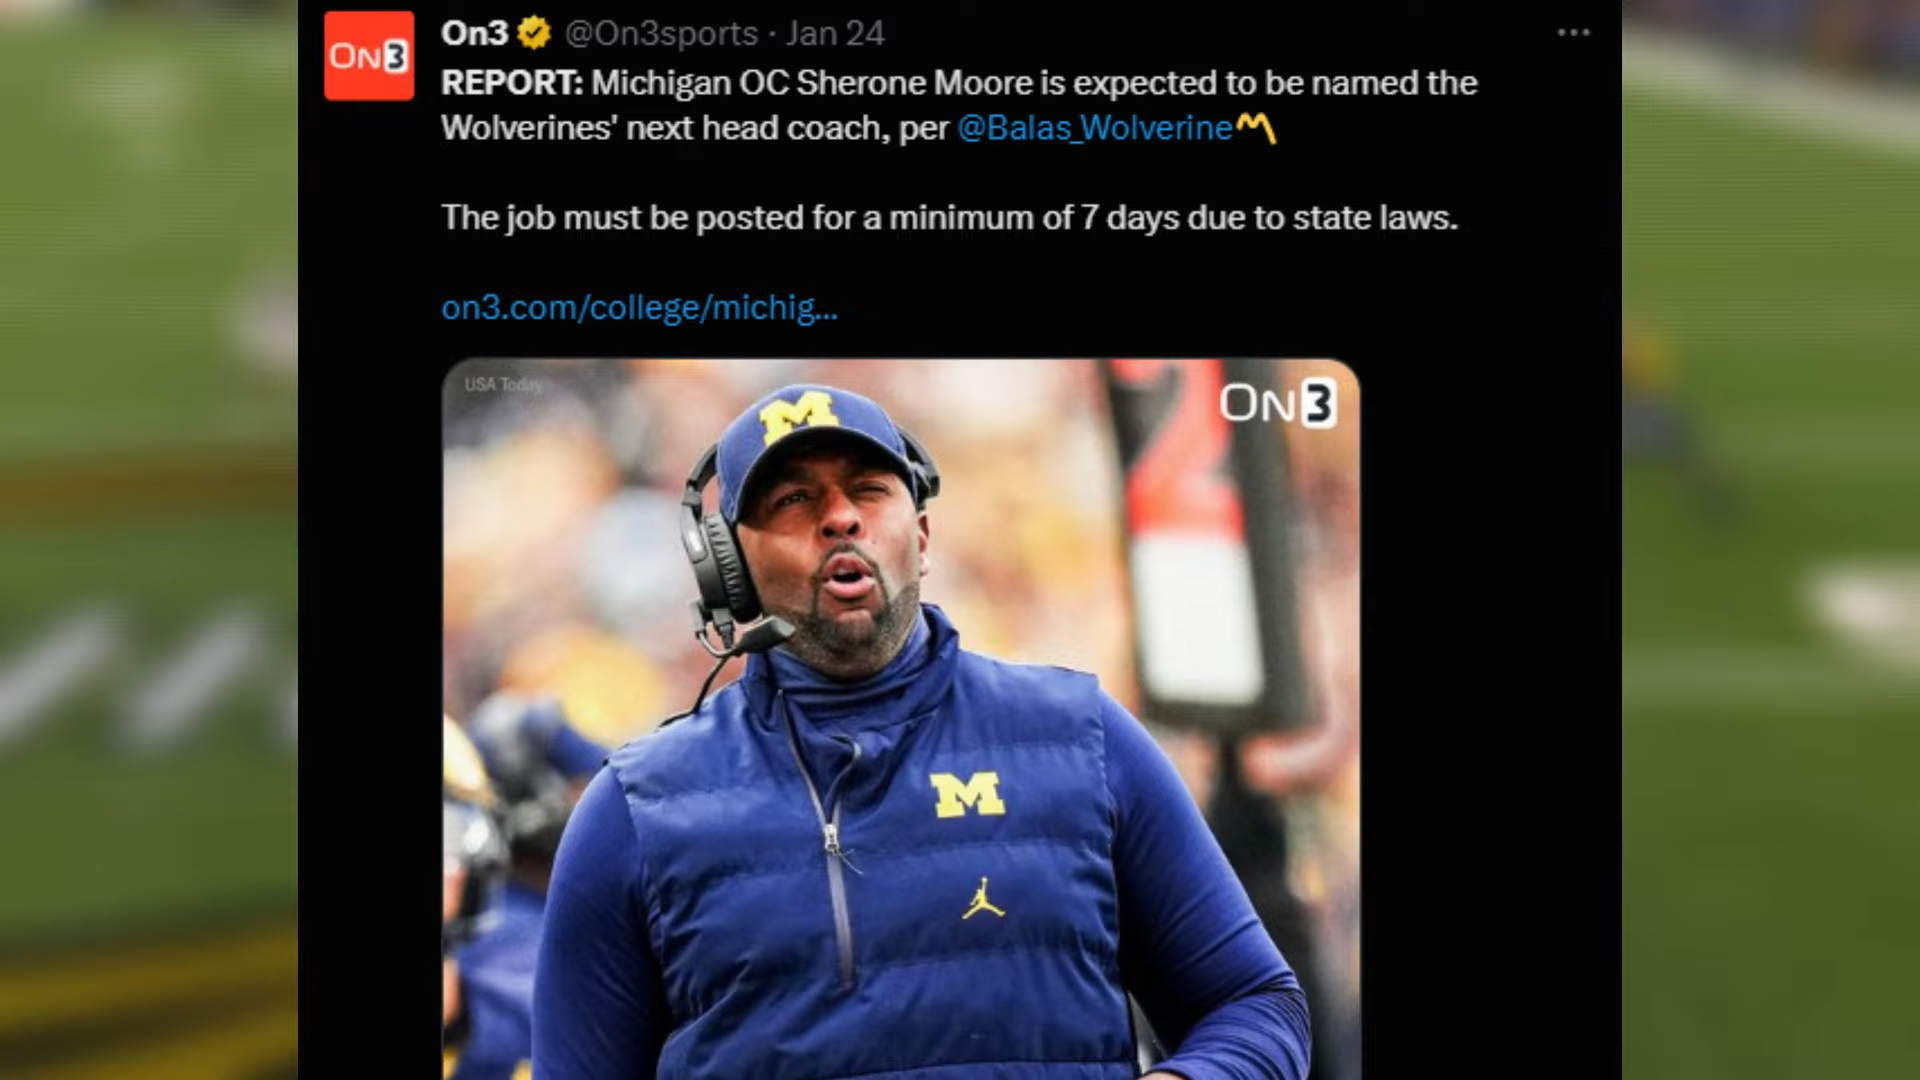 ON3
On3 @On3sports · Jan 24
REPORT: Michigan OC Sherone Moore is expected to be named the
Wolverines' next head coach, per @Balas_Wolverine〽️
The job must be posted for a minimum of 7 days due to state laws.
on3.com/college/michig...
USA Today
ON3
M
M
2